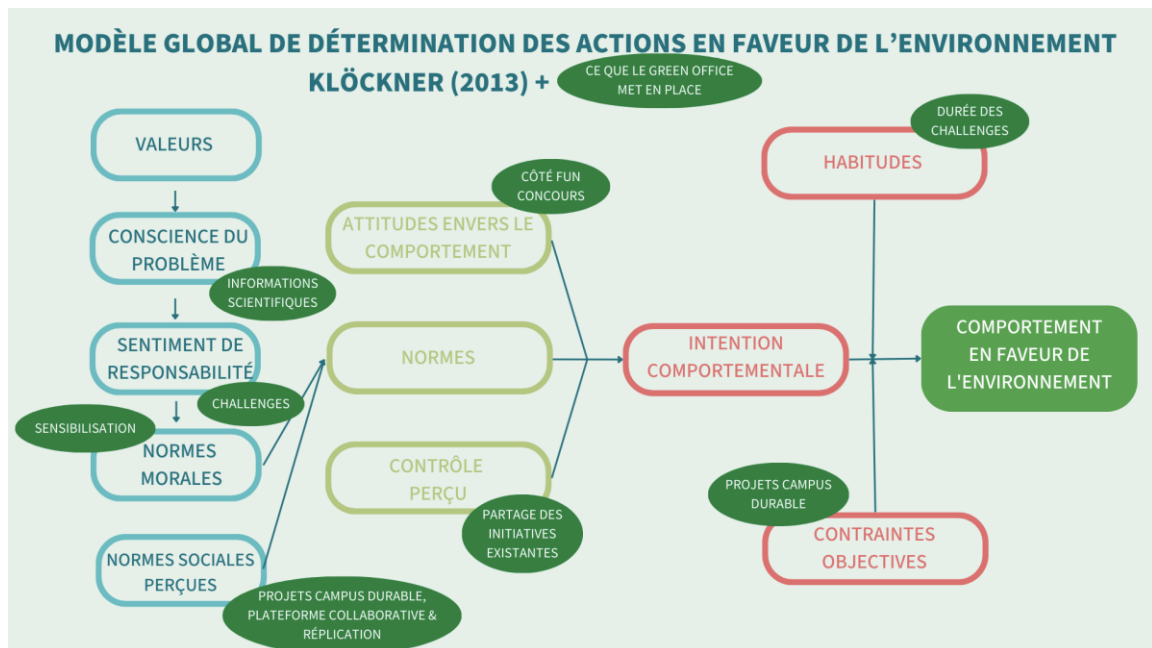 MODÈLE GLOBAL DE DÉTERMINATION DES ACTIONS EN FAVEUR DE L'ENVIRONNEMENT
KLÖCKNER (2013) +
CE QUE LE GREEN OFFICE
MET EN PLACE
VALEURS
CONSCIENCE DU
PROBLÈME
INFORMATIONS
SCIENTIFIQUES
SENTIMENT DE
RESPONSABILITÉ
CHALLENGES
SENSIBILISATION
NORMES
MORALES
NORMES SOCIALES
PERÇUES
PROJETS CAMPUS DURABLE,
PLATEFORME COLLABORATIVE &
RÉPLICATION
CÔTÉ FUN
CONCOURS
ATTITUDES ENVERS LE
COMPORTEMENT
NORMES
CONTRÔLE
PERÇU
PARTAGE DES
INITIATIVES
EXISTANTES
INTENTION
COMPORTEMENTALE
DURÉE DES
CHALLENGES
HABITUDES
PROJETS CAMPUS
DURABLE
CONTRAINTES
OBJECTIVES
COMPORTEMENT
EN FAVEUR DE
L'ENVIRONNEMENT